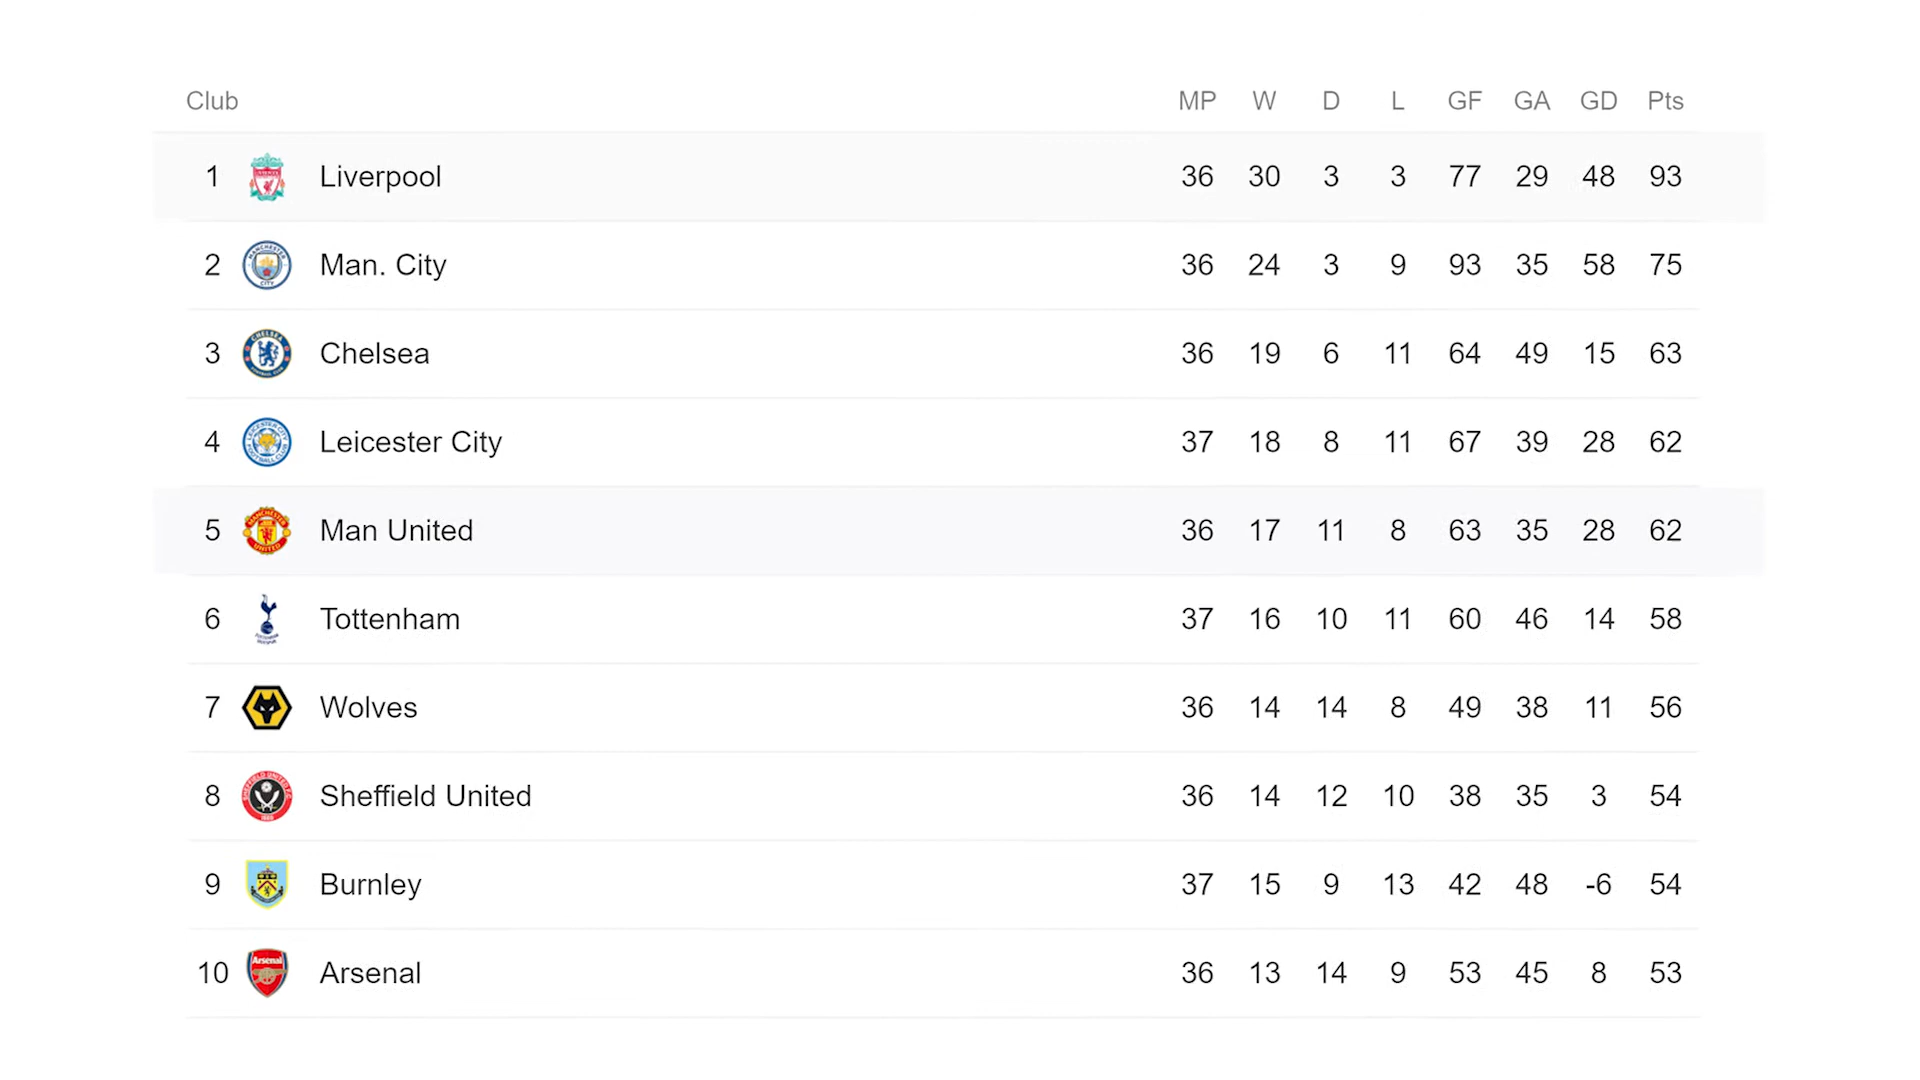 Club MP W D L GF GA GD Pts
1 Liverpool 36 30 3 3 77 29 48 93
2 Man. City 36 24 3 9 93 35 58 75
3 Chelsea 36 19 6 11 64 49 15 63
4 Leicester City 37 18 8 11 67 39 28 62
5 Man United 36 17 11 8 63 35 28 62
6 Tottenham 37 16 10 11 60 46 14 58
7 Wolves 36 14 14 8 49 38 11 56
8 Sheffield United 36 14 12 10 38 35 3 54
9 Burnley 37 15 9 13 42 48 -6 54
10 Arsenal 36 13 14 9 53 45 8 53